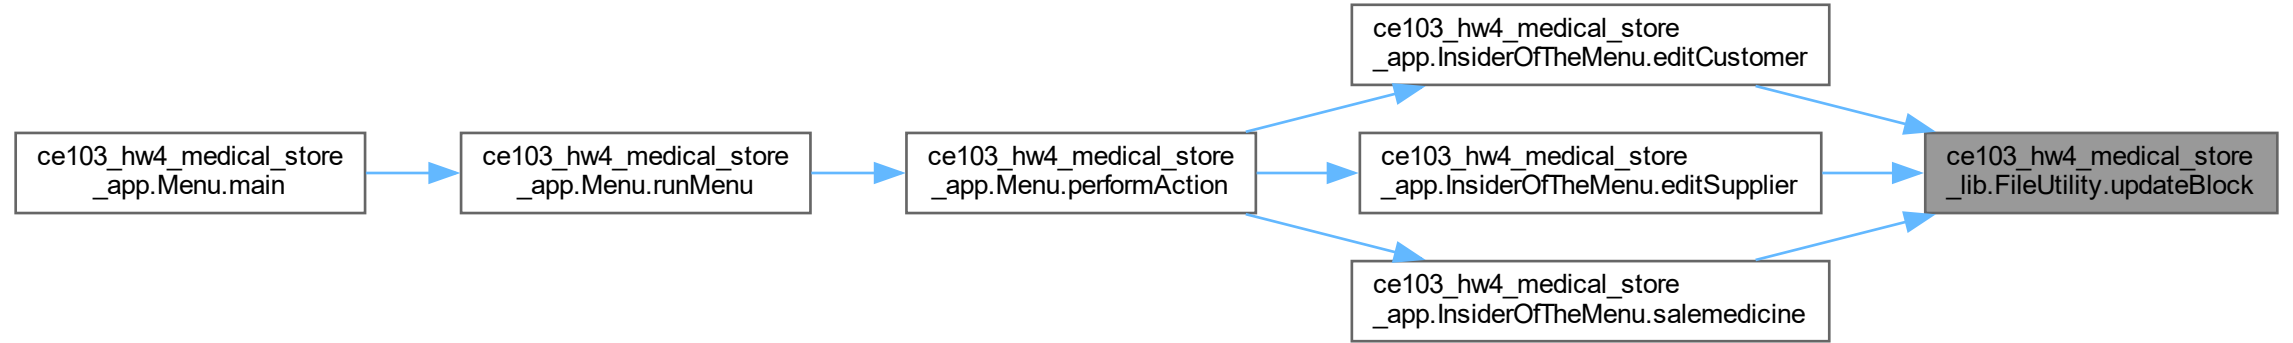 ce103_hw4_medical_store
_app.Menu.main
ce103_hw4_medical_store
_app.Menu.runMenu
ce103_hw4_medical_store
_app.Menu.performAction
ce103_hw4_medical_store
_app.InsiderOfTheMenu.editCustomer
ce103_hw4_medical_store
_app.InsiderOfTheMenu.editSupplier
ce103_hw4_medical_store
_app.InsiderOfTheMenu.salemedicine
ce103_hw4_medical_store
_lib.FileUtility.updateBlock